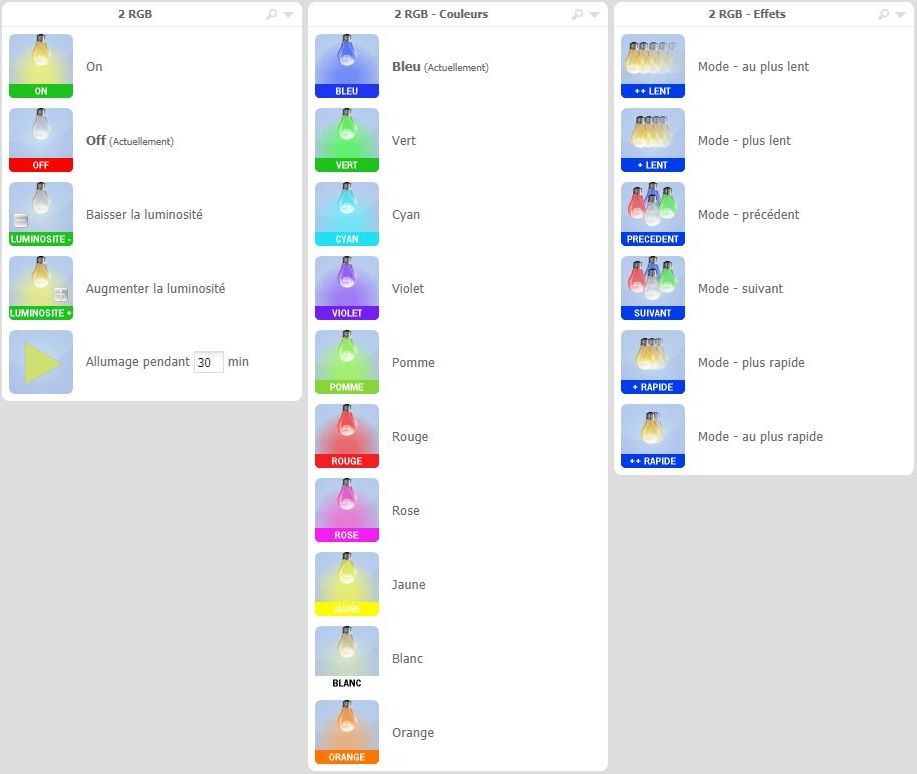 2 RGB
ON
On
OFF
Off (Actuellement)
LUMINOSITE -
Baisser la luminosité
LUMINOSITE +
Augmenter la luminosité
Allumage pendant 30 min
2 RGB - Couleurs
BLEU
Bleu (Actuellement)
VERT
Vert
CYAN
Cyan
VIOLET
Violet
POMME
Pomme
ROUGE
Rouge
ROSE
Rose
JAUNE
Jaune
BLANC
Blanc
ORANGE
Orange
2 RGB - Effets
++ LENT
Mode - au plus lent
+ LENT
Mode - plus lent
PRECEDENT
Mode - précédent
SUIVANT
Mode - suivant
+ RAPIDE
Mode - plus rapide
++ RAPIDE
Mode - au plus rapide